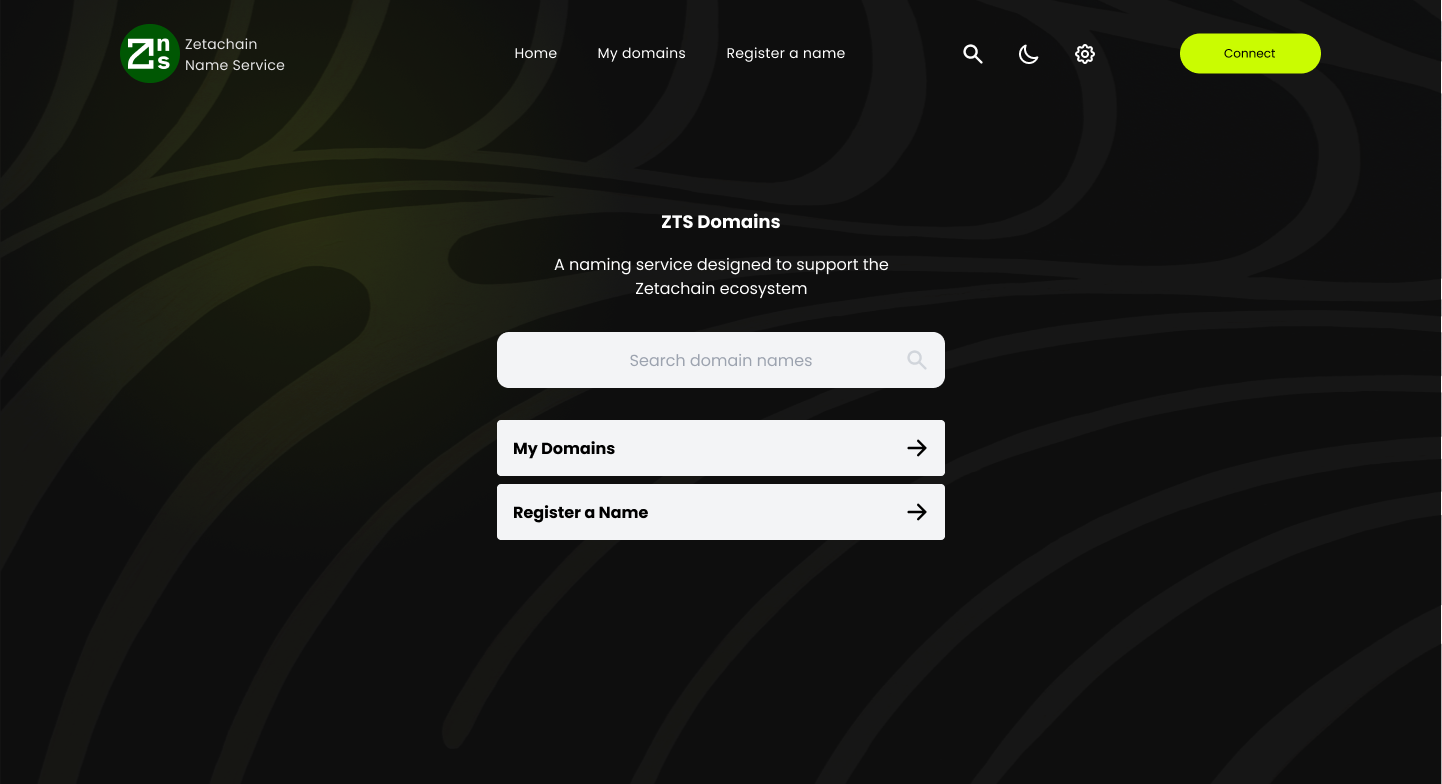 Zns
Zetachain
Name Service
Home
My domains
Register a name
Connect
ZTS Domains
A naming service designed to support the
Zetachain ecosystem
Search domain names
My Domains
Register a Name